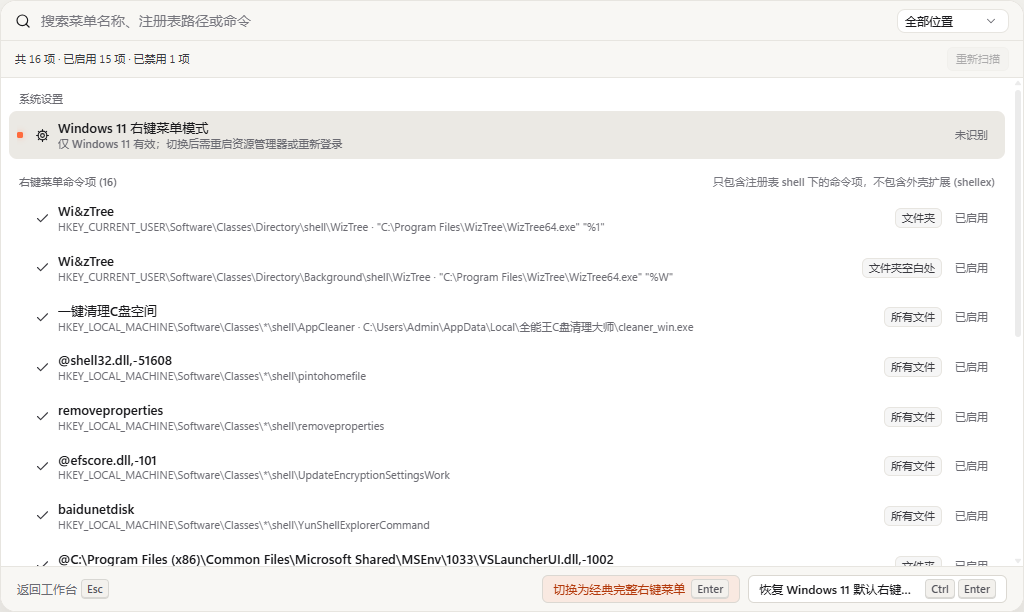 搜索菜单名称、注册表路径或命令
全部位置
共 16 项 · 已启用 15 项 · 已禁用 1 项
重新扫描
系统设置
Windows 11 右键菜单模式
仅 Windows 11 有效；切换后需重启资源管理器或重新登录
未识别
右键菜单命令项 (16)
只包含注册表 shell 下的命令项，不包含外壳扩展 (shellex)
Wi&zTree
HKEY_CURRENT_USER\Software\Classes\Directory\shell\WizTree · "C:\Program Files\WizTree\WizTree64.exe" "%1"
文件夹
已启用
Wi&zTree
HKEY_CURRENT_USER\Software\Classes\Directory\Background\shell\WizTree · "C:\Program Files\WizTree\WizTree64.exe" "%W"
文件夹空白处
已启用
一键清理C盘空间
HKEY_LOCAL_MACHINE\Software\Classes\*\shell\AppCleaner · C:\Users\Admin\AppData\Local\全能王C盘清理大师\cleaner_win.exe
所有文件
已启用
@shell32.dll,-51608
HKEY_LOCAL_MACHINE\Software\Classes\*\shell\pintohomefile
所有文件
已启用
removeproperties
HKEY_LOCAL_MACHINE\Software\Classes\*\shell\removeproperties
所有文件
已启用
@efscore.dll,-101
HKEY_LOCAL_MACHINE\Software\Classes\*\shell\UpdateEncryptionSettingsWork
所有文件
已启用
baidunetdisk
HKEY_LOCAL_MACHINE\Software\Classes\*\shell\YunShellExplorerCommand
所有文件
已启用
@C:\Program Files (x86)\Common Files\Microsoft Shared\MSEnv\1033\VSLauncherUI.dll,-1002
文件夹
已启用
返回工作台 Esc
切换为经典完整右键菜单 Enter
恢复 Windows 11 默认右键... Ctrl Enter